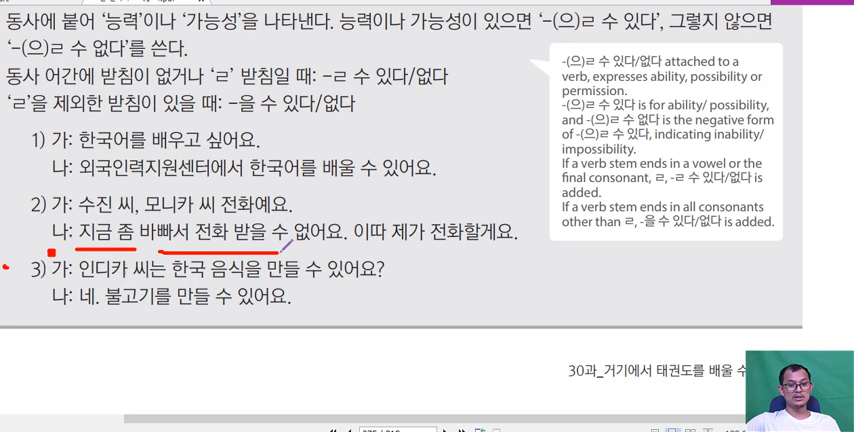 동사에 붙어 ‘능력’이나 ‘가능성’을 나타낸다. 능력이나 가능성이 있으면 ‘-(으)ㄹ 수 있다’, 그렇지 않으면
‘-(으)ㄹ 수 없다’를 쓴다.
동사 어간에 받침이 없거나 ‘ㄹ’ 받침일 때: -ㄹ 수 있다/없다
‘ㄹ’을 제외한 받침이 있을 때: -을 수 있다/없다
1) 가: 한국어를 배우고 싶어요.
나: 외국인력지원센터에서 한국어를 배울 수 있어요.
2) 가: 수진 씨, 모니카 씨 전화예요.
나: 지금 좀 바빠서 전화 받을 수 없어요. 이따 제가 전화할게요.
3) 가: 인디카 씨는 한국 음식을 만들 수 있어요?
나: 네. 불고기를 만들 수 있어요.
-(으)ㄹ 수 있다/없다 attached to a
verb, expresses ability, possibility or
permission.
-(으)ㄹ 수 있다 is for ability/ possibility,
and -(으)ㄹ 수 없다 is the negative form
of -(으)ㄹ 수 있다, indicating inability/
impossibility.
If a verb stem ends in a vowel or the
final consonant, ㄹ, -ㄹ 수 있다/없다 is
added.
If a verb stem ends in all consonants
other than ㄹ, -을 수 있다/없다 is added.
30과_거기에서 태권도를 배울 수